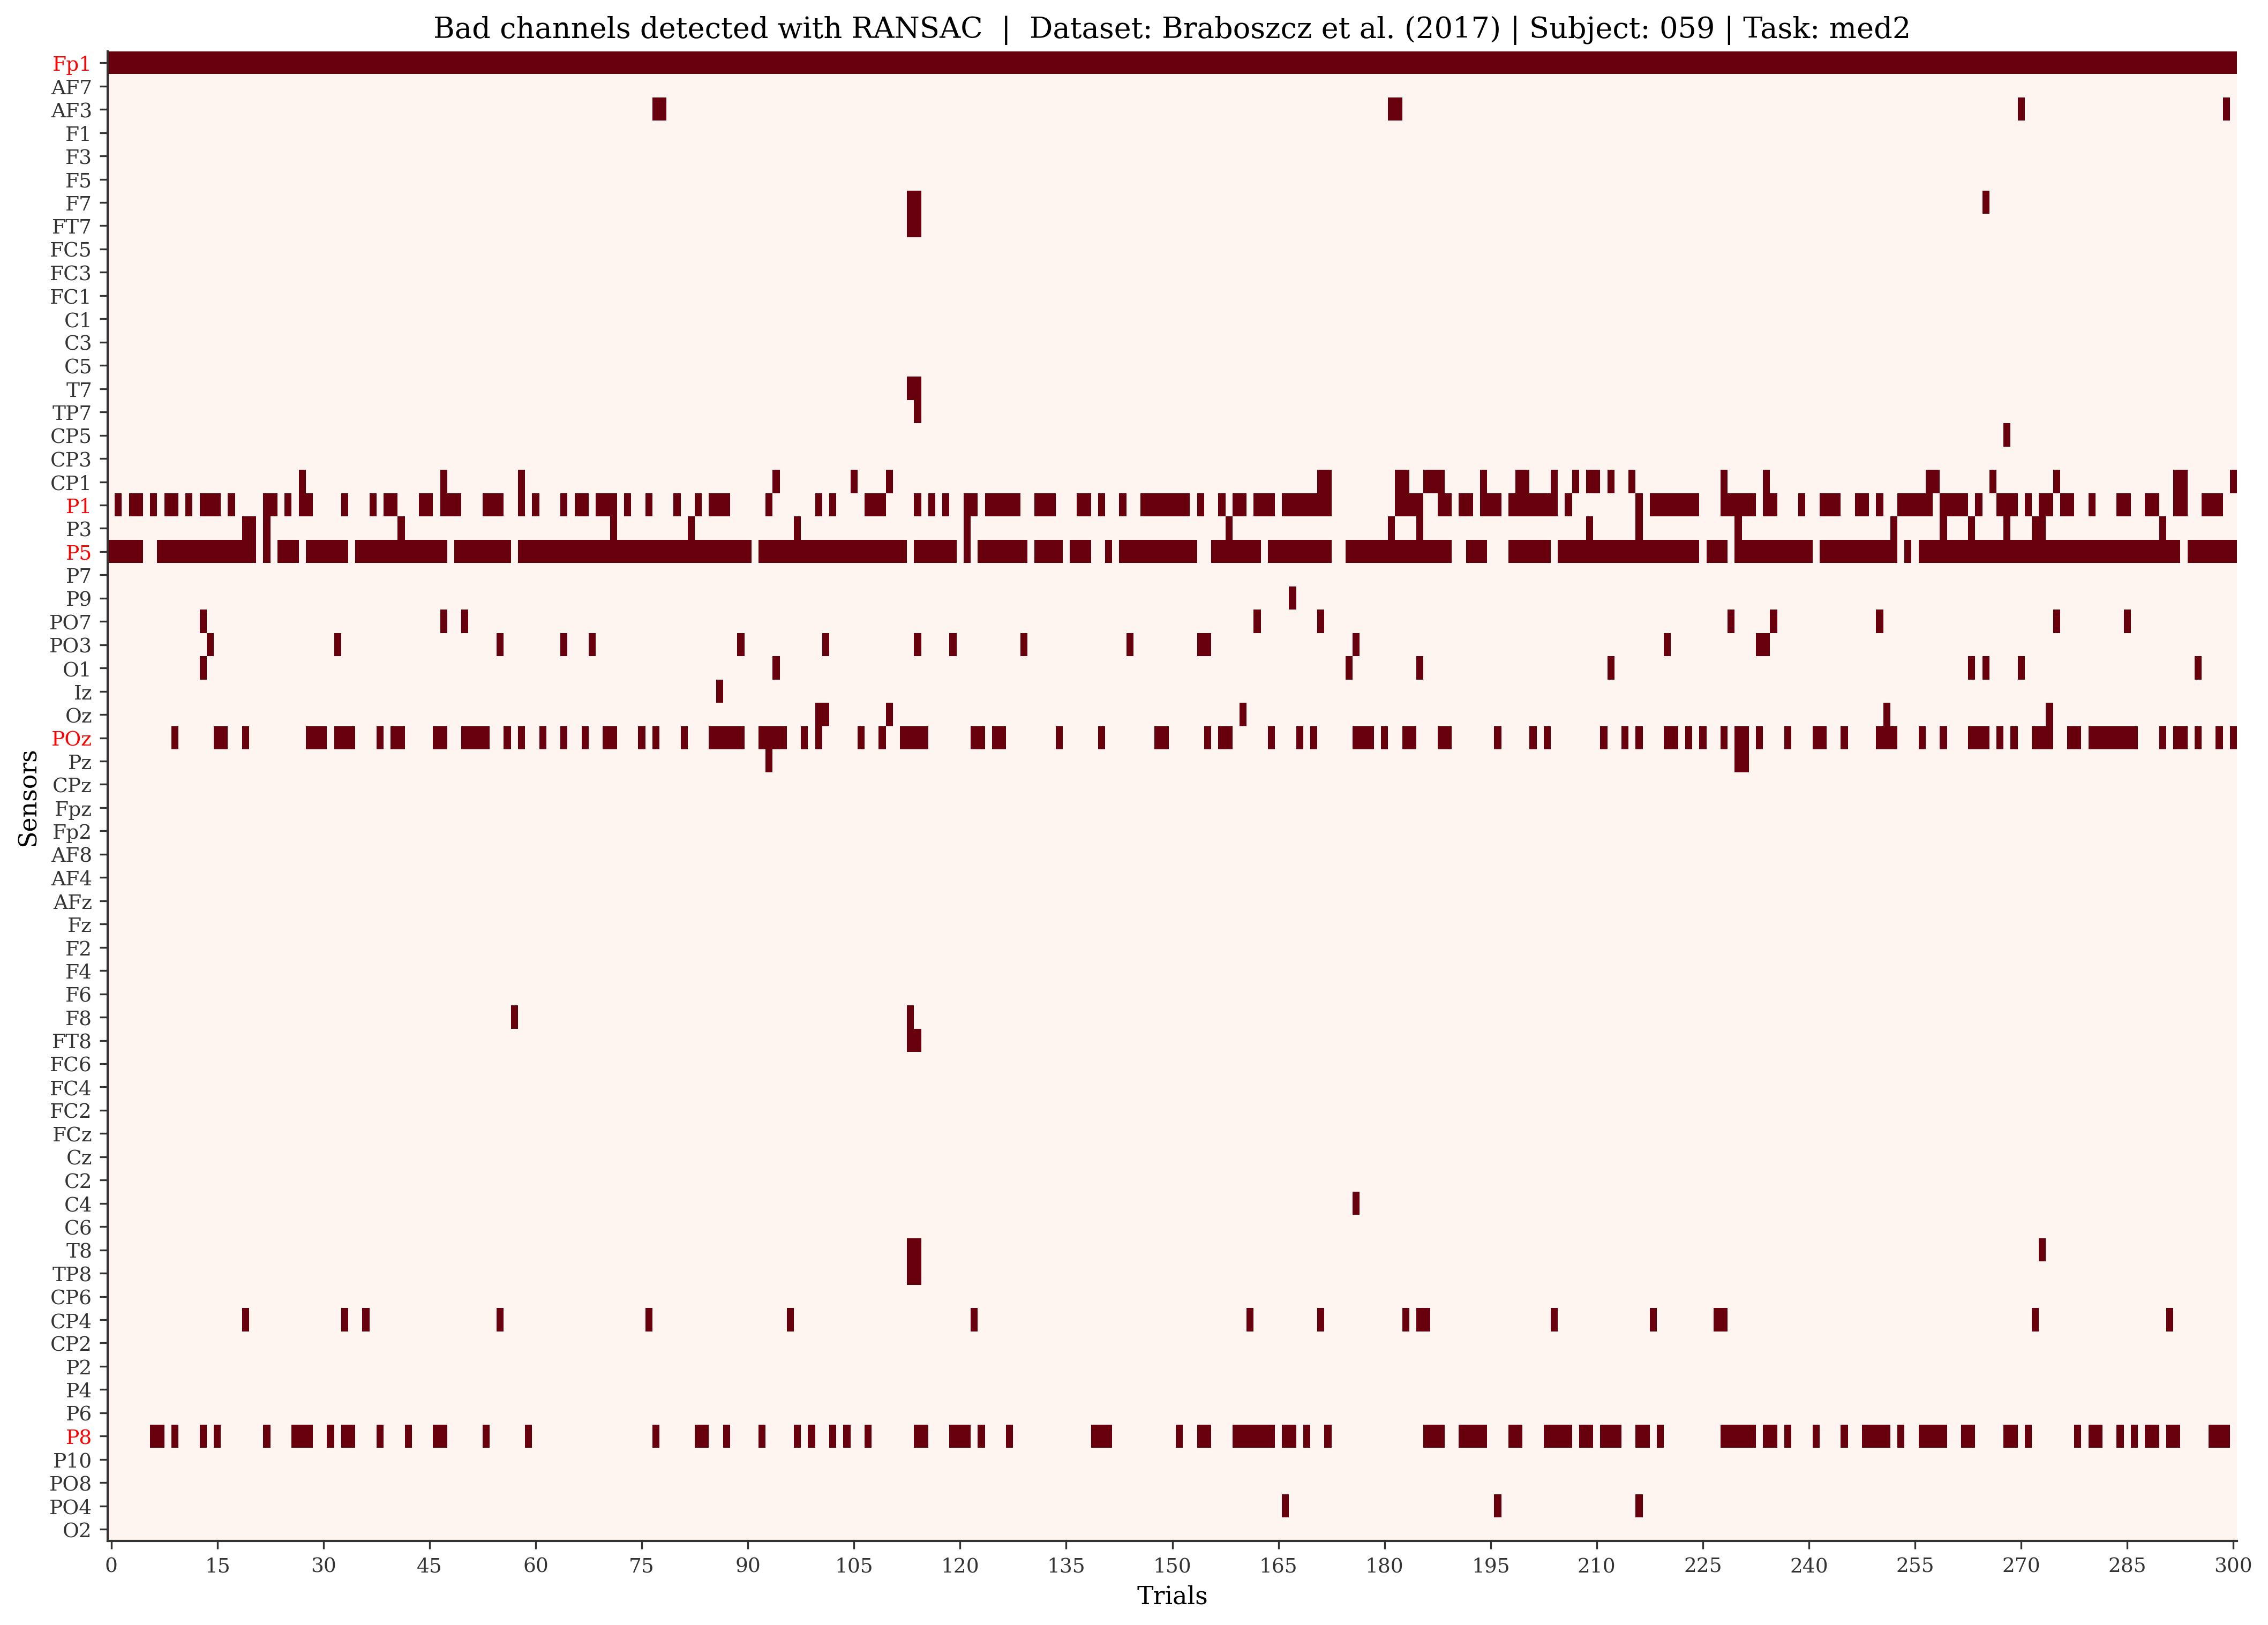 Bad channels detected with RANSAC | Dataset: Braboszcz et al. (2017) | Subject: 059 | Task: med2
Fp1
AF7
AF3
F1
F3
F5
F7
FT7
FC5
FC3
FC1
C1
C3
C5
T7
TP7
CP5
CP3
CP1
P1
P3
P5
P7
P9
PO7
PO3
O1
Iz
Oz
POz
Pz
CPz
Fpz
Fp2
AF8
AF4
AFz
Fz
F2
F4
F6
F8
FT8
FC6
FC4
FC2
FCz
Cz
C2
C4
C6
T8
TP8
CP6
CP4
CP2
P2
P4
P6
P8
P10
PO8
PO4
O2
Sensors
0 15 30 45 60 75 90 105 120 135 150 165 180 195 210 225 240 255 270 285 300
Trials